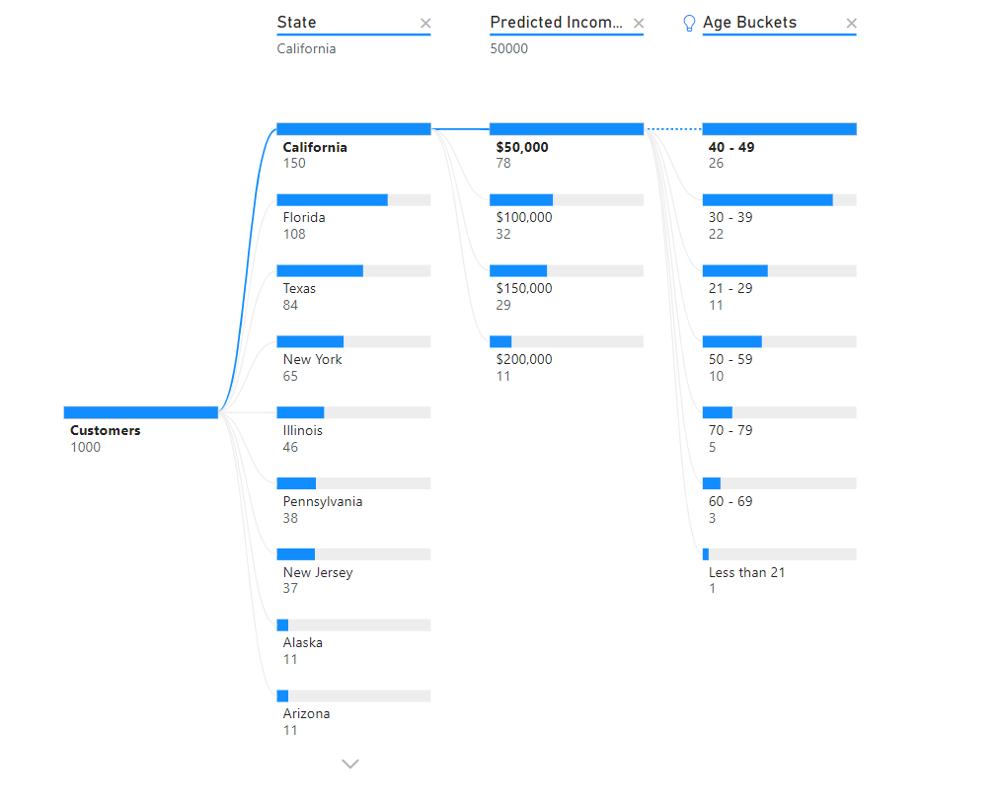 State
California
Predicted Incom...
50000
Age Buckets
Customers
1000
California
150
Florida
108
Texas
84
New York
65
Illinois
46
Pennsylvania
38
New Jersey
37
Alaska
11
Arizona
11
$50,000
78
$100,000
32
$150,000
29
$200,000
11
40 - 49
26
30 - 39
22
21 - 29
11
50 - 59
10
70 - 79
5
60 - 69
3
Less than 21
1